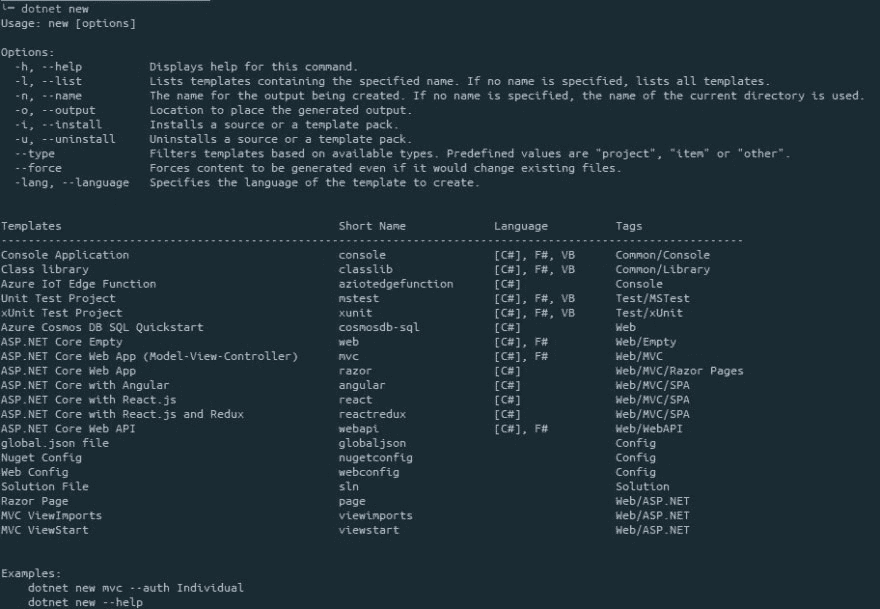 ╰─ dotnet new
Usage: new [options]

Options:
  -h, --help          Displays help for this command.
  -l, --list          Lists templates containing the specified name. If no name is specified, lists all templates.
  -n, --name          The name for the output being created. If no name is specified, the name of the current directory is used.
  -o, --output        Location to place the generated output.
  -i, --install       Installs a source or a template pack.
  -u, --uninstall     Uninstalls a source or a template pack.
  --type              Filters templates based on available types. Predefined values are "project", "item" or "other".
  --force             Forces content to be generated even if it would change existing files.
  -lang, --language   Specifies the language of the template to create.

Templates                                         Short Name             Language          Tags
--------------------------------------------------------------------------------------------------------------
Console Application                               console                [C#], F#, VB      Common/Console
Class library                                     classlib               [C#], F#, VB      Common/Library
Azure IoT Edge Function                           aziotedgefunction      [C#]              Console
Unit Test Project                                 mstest                 [C#], F#, VB      Test/MSTest
xUnit Test Project                                xunit                  [C#], F#, VB      Test/xUnit
Azure Cosmos DB SQL Quickstart                    cosmosdb-sql           [C#]              Web
ASP.NET Core Empty                                web                    [C#], F#          Web/Empty
ASP.NET Core Web App (Model-View-Controller)      mvc                    [C#], F#          Web/MVC
ASP.NET Core Web App                              razor                  [C#]              Web/MVC/Razor Pages
ASP.NET Core with Angular                         angular                [C#]              Web/MVC/SPA
ASP.NET Core with React.js                        react                  [C#]              Web/MVC/SPA
ASP.NET Core with React.js and Redux              reactredux             [C#]              Web/MVC/SPA
ASP.NET Core Web API                              webapi                 [C#], F#          Web/WebAPI
global.json file                                  globaljson                               Config
Nuget Config                                      nugetconfig                              Config
Web Config                                        webconfig                                Config
Solution File                                     sln                                      Solution
Razor Page                                        page                                     Web/ASP.NET
MVC ViewImports                                   viewimports                              Web/ASP.NET
MVC ViewStart                                     viewstart                                Web/ASP.NET

Examples:
    dotnet new mvc --auth Individual
    dotnet new --help